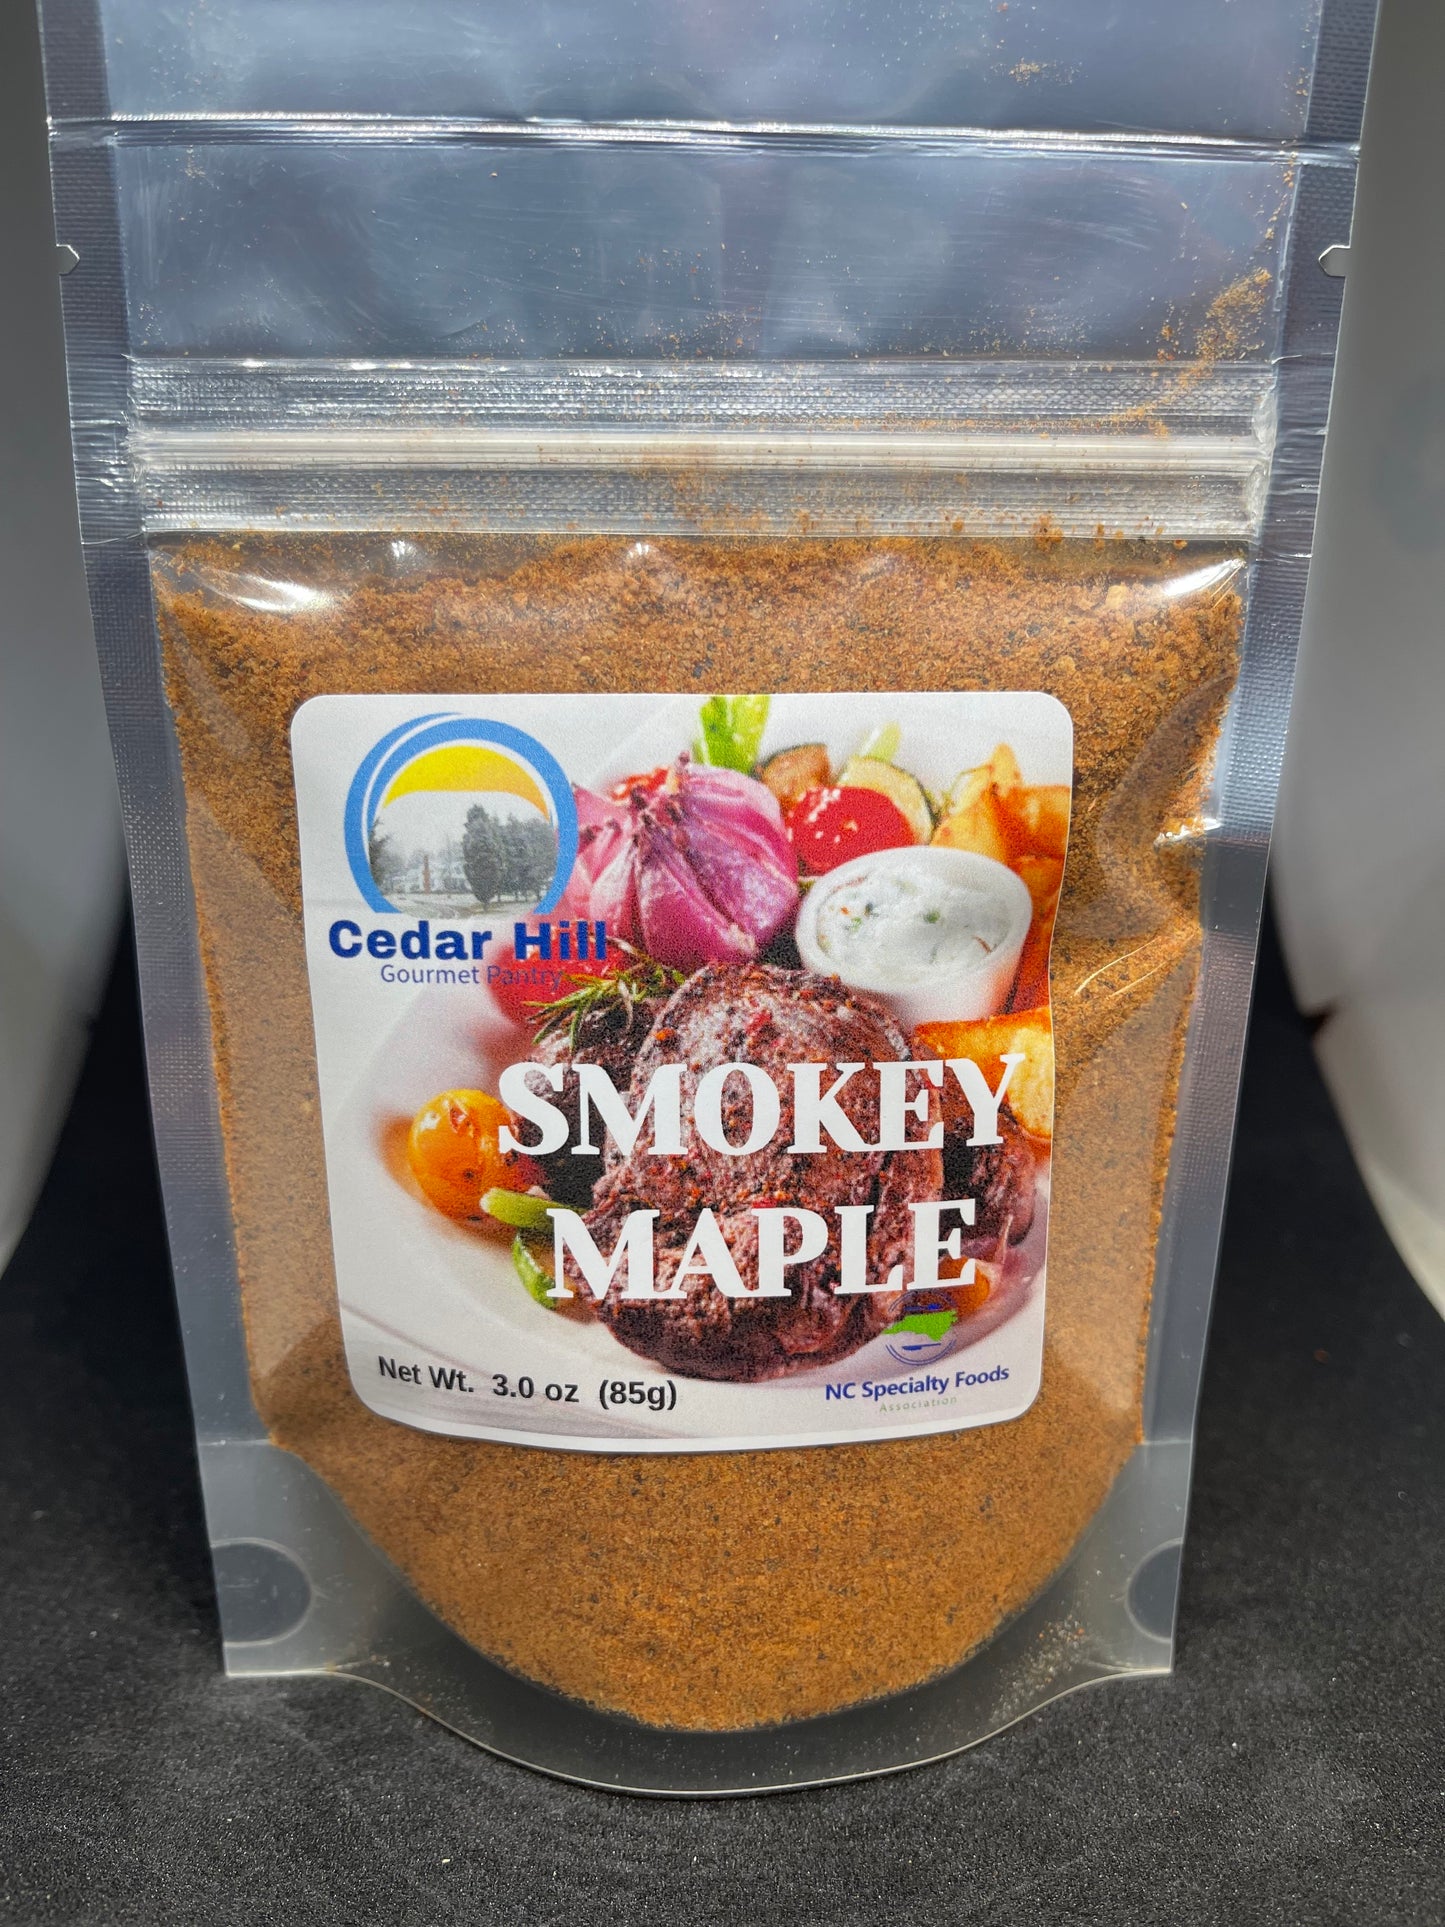 Cedar Hill
Gourmet Pantry
SMOKEY
MAPLE
Net Wt. 3.0 oz (85g)
NC Specialty Foods
Association